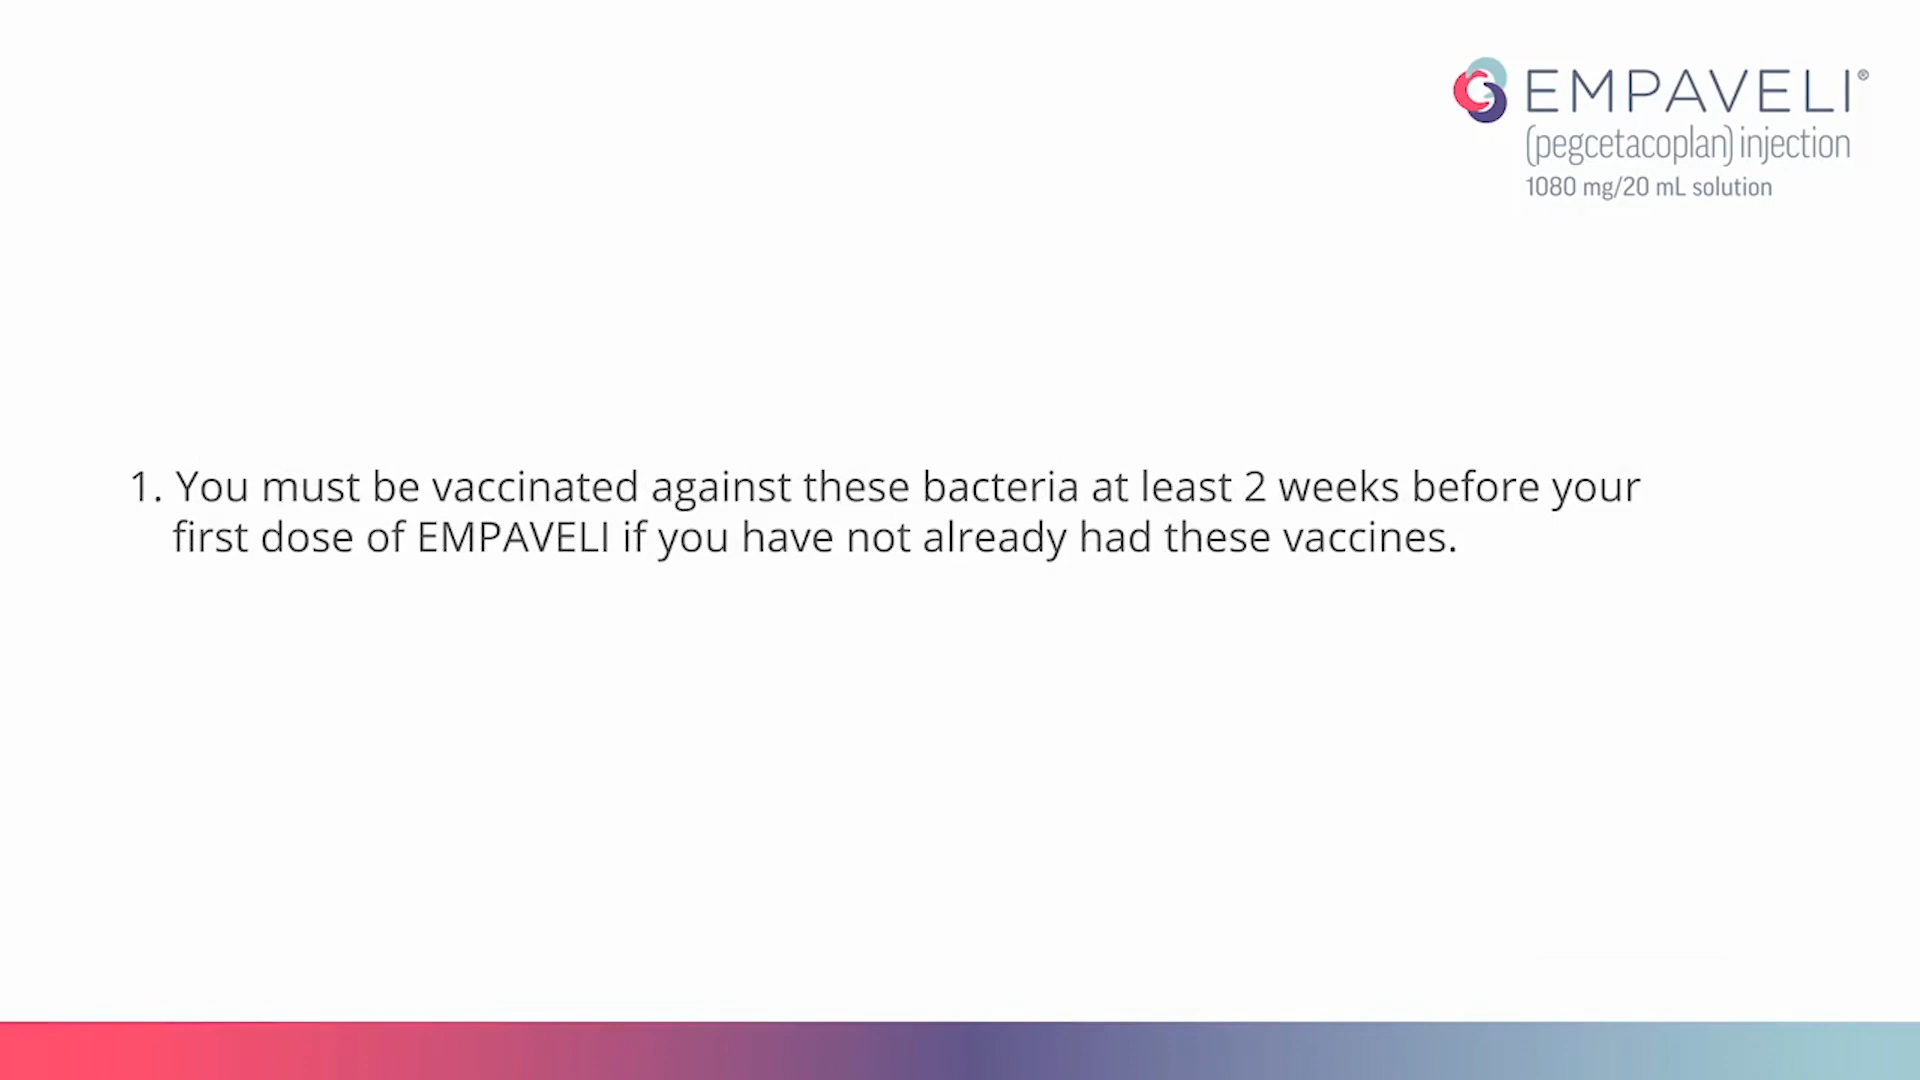 EMPAVELI®
(pegcetacoplan) injection
1080 mg/20 mL solution
1. You must be vaccinated against these bacteria at least 2 weeks before your
first dose of EMPAVELI if you have not already had these vaccines.